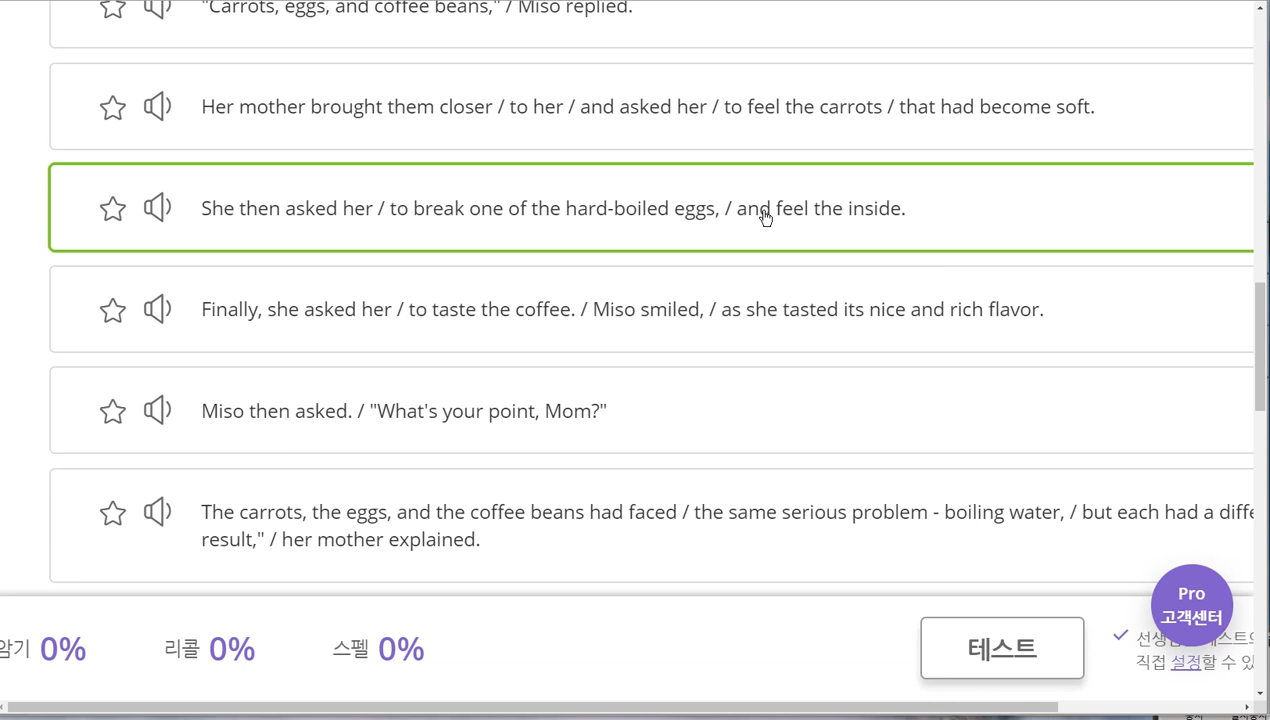 "Carrots, eggs, and coffee beans," / Miso replied.
Her mother brought them closer / to her / and asked her / to feel the carrots / that had become soft.
She then asked her / to break one of the hard-boiled eggs, / and feel the inside.
Finally, she asked her / to taste the coffee. / Miso smiled, / as she tasted its nice and rich flavor.
Miso then asked. / "What's your point, Mom?"
The carrots, the eggs, and the coffee beans had faced / the same serious problem - boiling water, / but each had a diffe
result," / her mother explained.
Pro
고객센터
암기 0% 리콜 0% 스펠 0%
테스트
직접 설정할 수 있